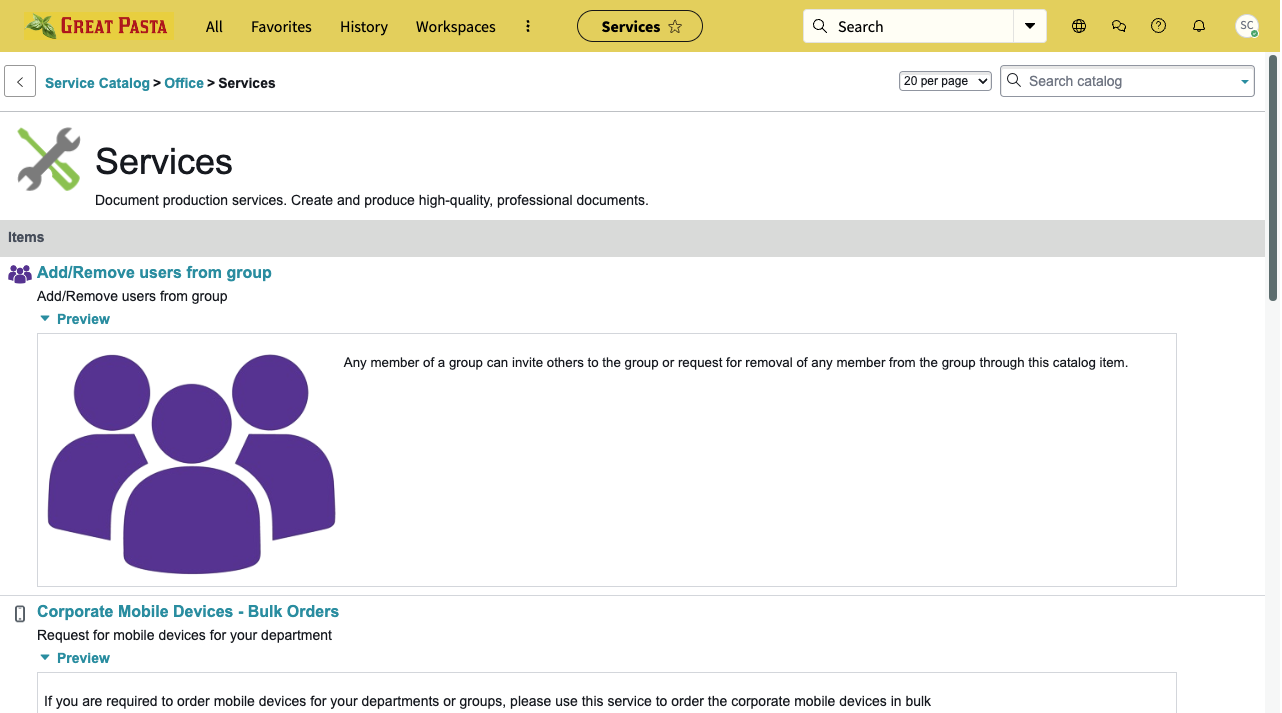 GREAT PASTA
All
Favorites
History
Workspaces
Services
Search
SC
Service Catalog > Office > Services
20 per page
Search catalog
Services
Document production services. Create and produce high-quality, professional documents.
Items
Add/Remove users from group
Add/Remove users from group
Preview
Any member of a group can invite others to the group or request for removal of any member from the group through this catalog item.
Corporate Mobile Devices - Bulk Orders
Request for mobile devices for your department
Preview
If you are required to order mobile devices for your departments or groups, please use this service to order the corporate mobile devices in bulk